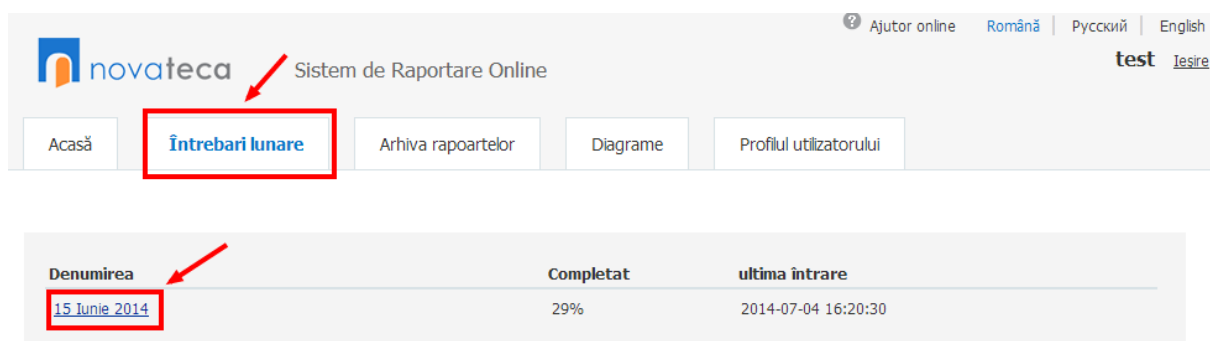 Ajutor online Română Русский English
novateca Sistem de Raportare Online test Iesire
Acasă Întrebari lunare Arhiva rapoartelor Diagrame Profilul utilizatorului
Denumirea Completat ultima întrare
15 Iunie 2014 29% 2014-07-04 16:20:30